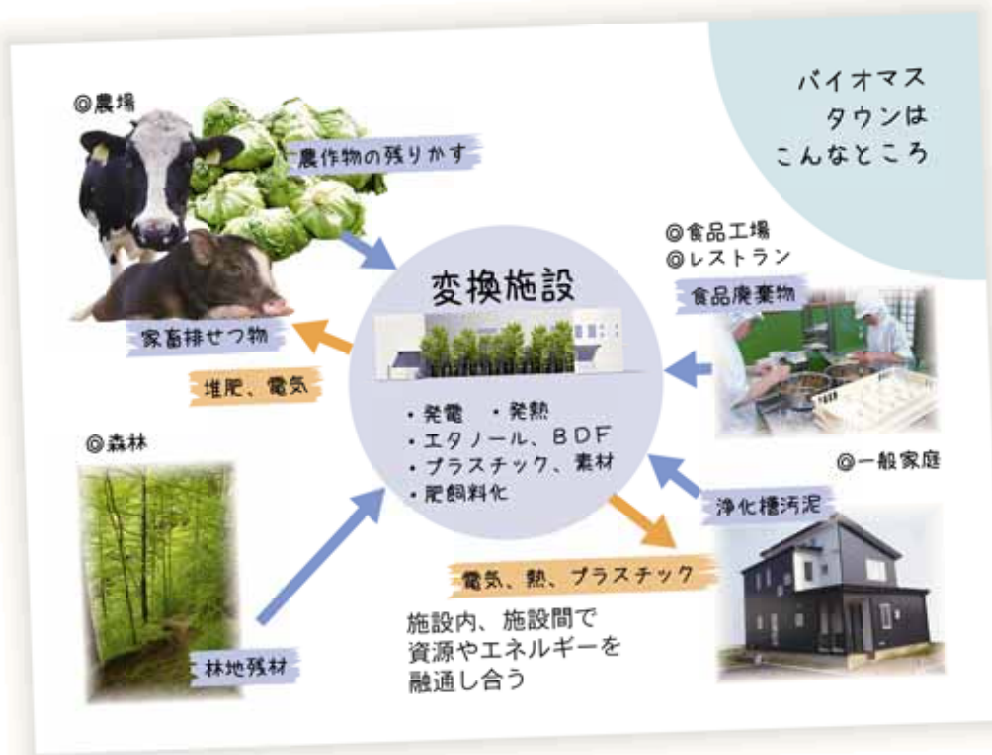 バイオマス
タウンは
こんなところ
◎農場
農作物の残りかす
家畜排せつ物
堆肥、電気
◎森林
林地残材
変換施設
・発電 ・発熱
・エタノール、BDF
・プラスチック、素材
・肥飼料化
◎食品工場
◎レストラン
食品廃棄物
◎一般家庭
浄化槽汚泥
電気、熱、プラスチック
施設内、施設間で
資源やエネルギーを
融通し合う